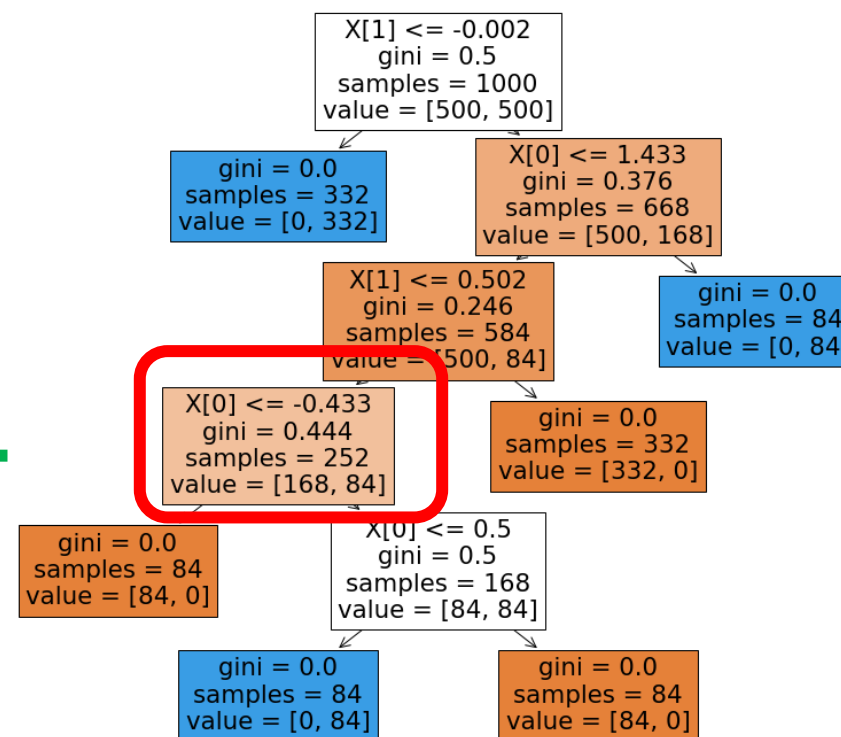 X[1] <= -0.002
gini = 0.5
samples = 1000
value = [500, 500]
gini = 0.0
samples = 332
value = [0, 332]
X[0] <= 1.433
gini = 0.376
samples = 668
value = [500, 168]
X[1] <= 0.502
gini = 0.246
samples = 584
value = [500, 84]
gini = 0.0
samples = 84
value = [0, 84
X[0] <= -0.433
gini = 0.444
samples = 252
value = [168, 84]
gini = 0.0
samples = 332
value = [332, 0]
gini = 0.0
samples = 84
value = [84, 0]
X[0] <= 0.5
gini = 0.5
samples = 168
value = [84, 84]
gini = 0.0
samples = 84
value = [0, 84]
gini = 0.0
samples = 84
value = [84, 0]